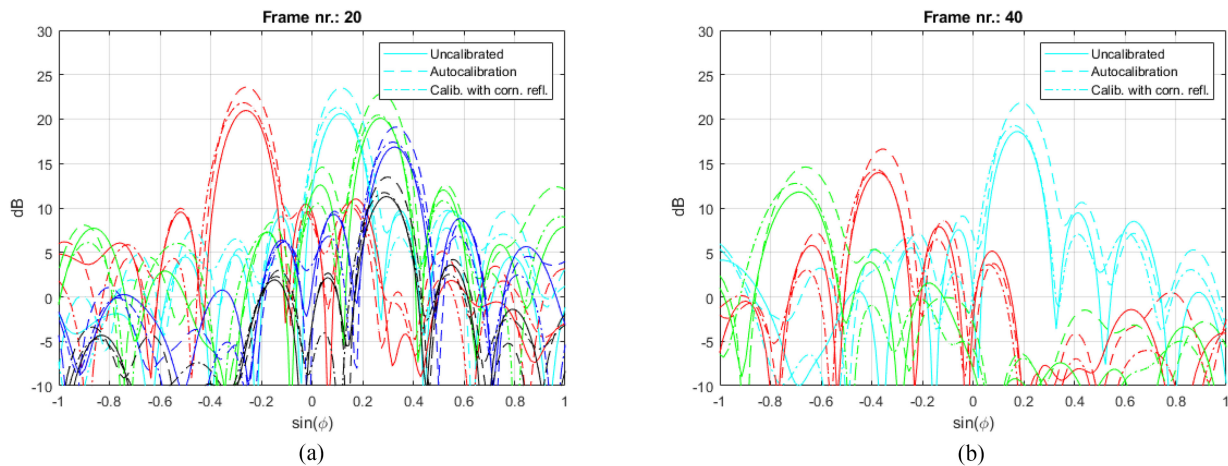 Frame nr.: 20
30
25
20
15
10
5
0
-5
-10
dB
-1
-0.8
-0.6
-0.4
-0.2
0
0.2
0.4
0.6
0.8
1
sin(ϕ)
Uncalibrated
Autocalibration
Calib. with corn. refl.
(a)
Frame nr.: 40
30
25
20
15
10
5
0
-5
-10
dB
-1
-0.8
-0.6
-0.4
-0.2
0
0.2
0.4
0.6
0.8
1
sin(ϕ)
Uncalibrated
Autocalibration
Calib. with corn. refl.
(b)